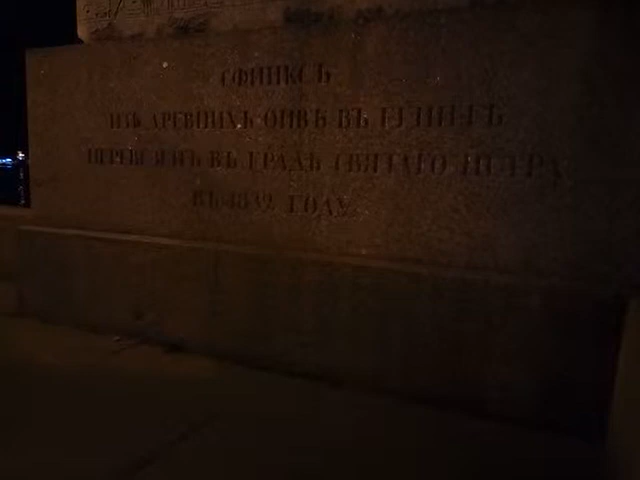 СФИНКСЪ
ИЗЪ ДРЕВНИХЪ ѲИВЪ ВЪ ЕГИПТѢ
ПЕРЕВЕЗЕНЪ ВЪ ГРАДЪ СВЯТАГО ПЕТРА
ВЪ 1832 ГОДУ